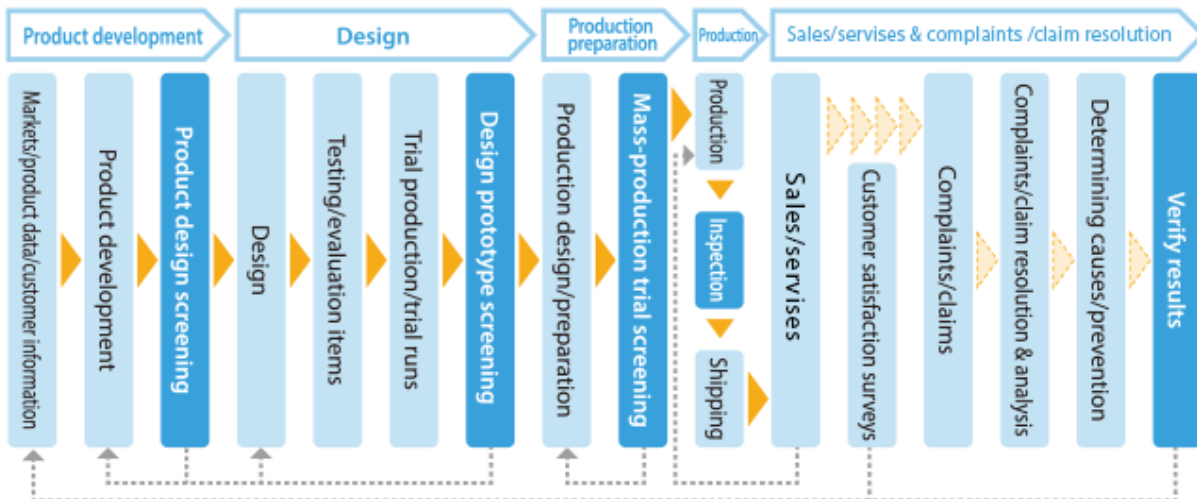 Product development
Design
Production
preparation
Production
Sales/servises & complaints /claim resolution
Markets/product data/customer information
Product development
Product design screening
Design
Testing/evaluation items
Trial production/trial runs
Design prototype screening
Production design/preparation
Mass-production trial screening
Production
Inspection
Shipping
Sales/servises
Customer satisfaction surveys
Complaints/claims
Complaints/claim resolution & analysis
Determining causes/prevention
Verify results